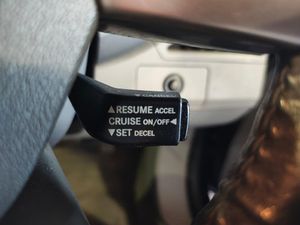 ▲RESUME ACCEL
CRUISE ON/OFF◀
▼SET DECEL